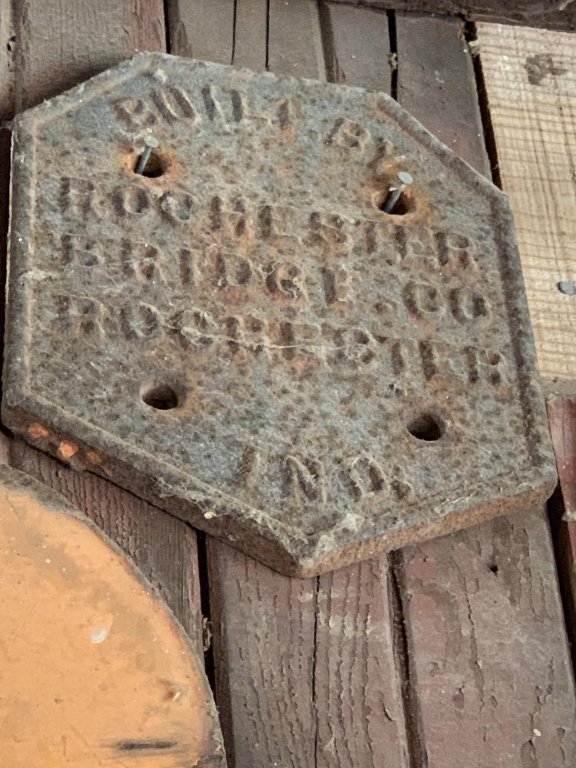 BUILT BY
ROCHESTER
BRIDGE.CO
ROCHESTER
IND.